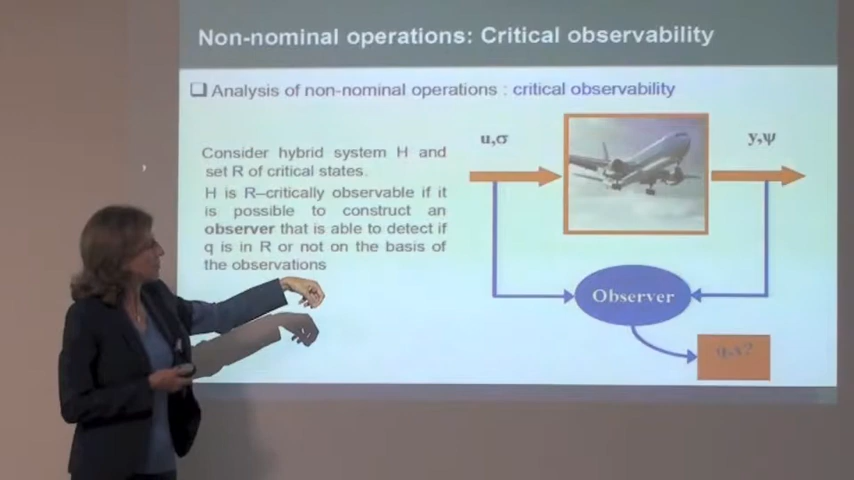 Non-nominal operations: Critical observability
Analysis of non-nominal operations : critical observability
Consider hybrid system H and
set R of critical states.
H is R–critically observable if it
is possible to construct an
observer that is able to detect if
q is in R or not on the basis of
the observations
u,σ
y,ψ
Observer
q,x?